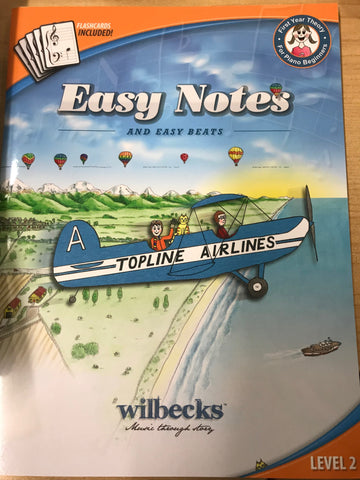 FLASHCARDS
INCLUDED!
First Year Theory
For Piano Beginners
Easy Notes
AND EASY BEATS
A
TOPLINE AIRLINES
wilbecks™
Music through story
LEVEL 2